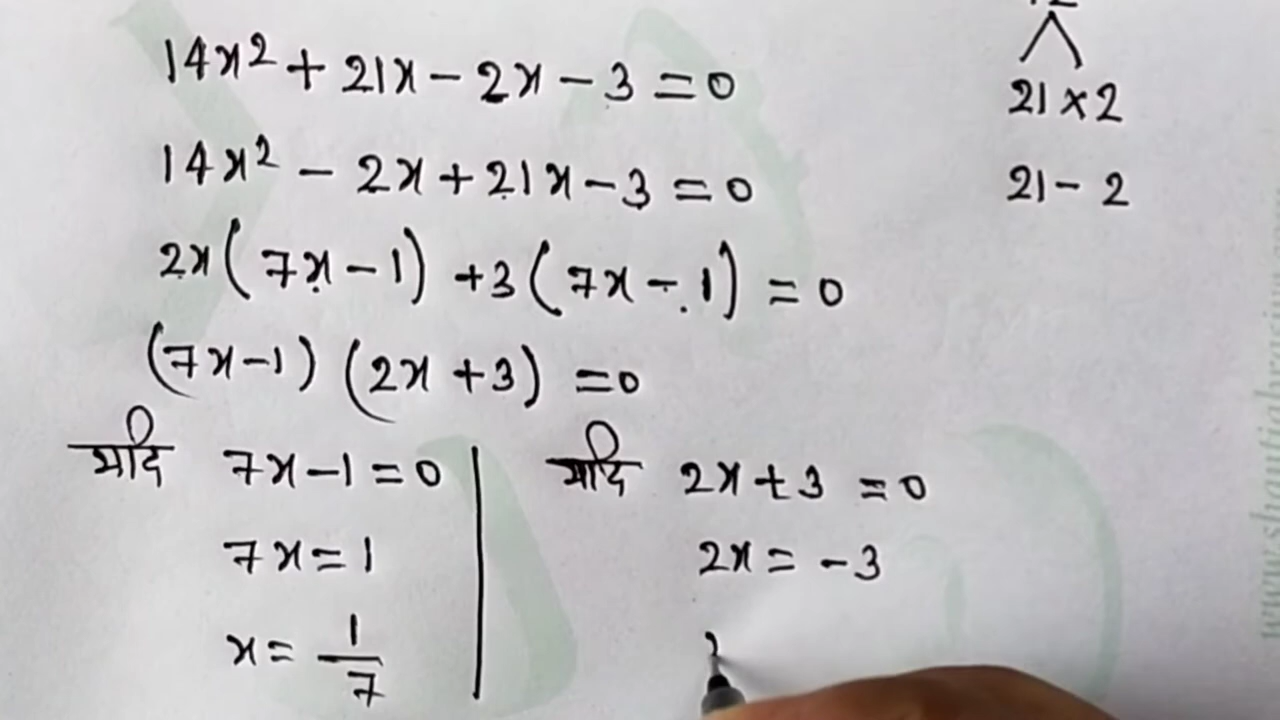 14x² + 21x - 2x - 3 = 0
14x² - 2x + 21x - 3 = 0
2x(7x - 1) + 3(7x - 1) = 0
(7x - 1) (2x + 3) = 0
यदि 7x - 1 = 0
7x = 1
x = 1/7
यदि 2x + 3 = 0
2x = -3
21 × 2
21 - 2